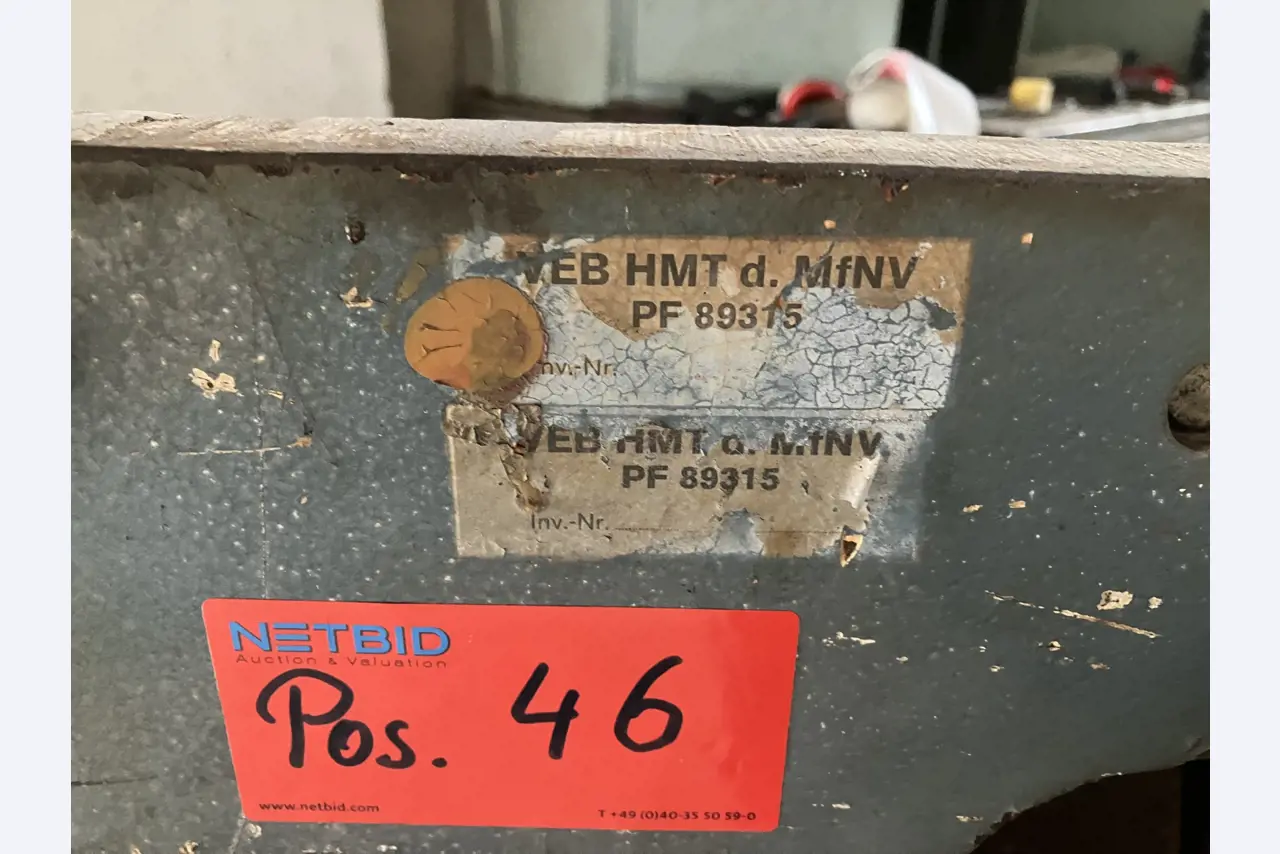 VEB HMT d. MfNV
PF 89315
Inv.-Nr.
VEB HMT d. MfNV
PF 89315
Inv.-Nr.
NETBID
Auction & Valuation
Pos. 46
www.netbid.com
T +49 (0)40-35 50 59-0